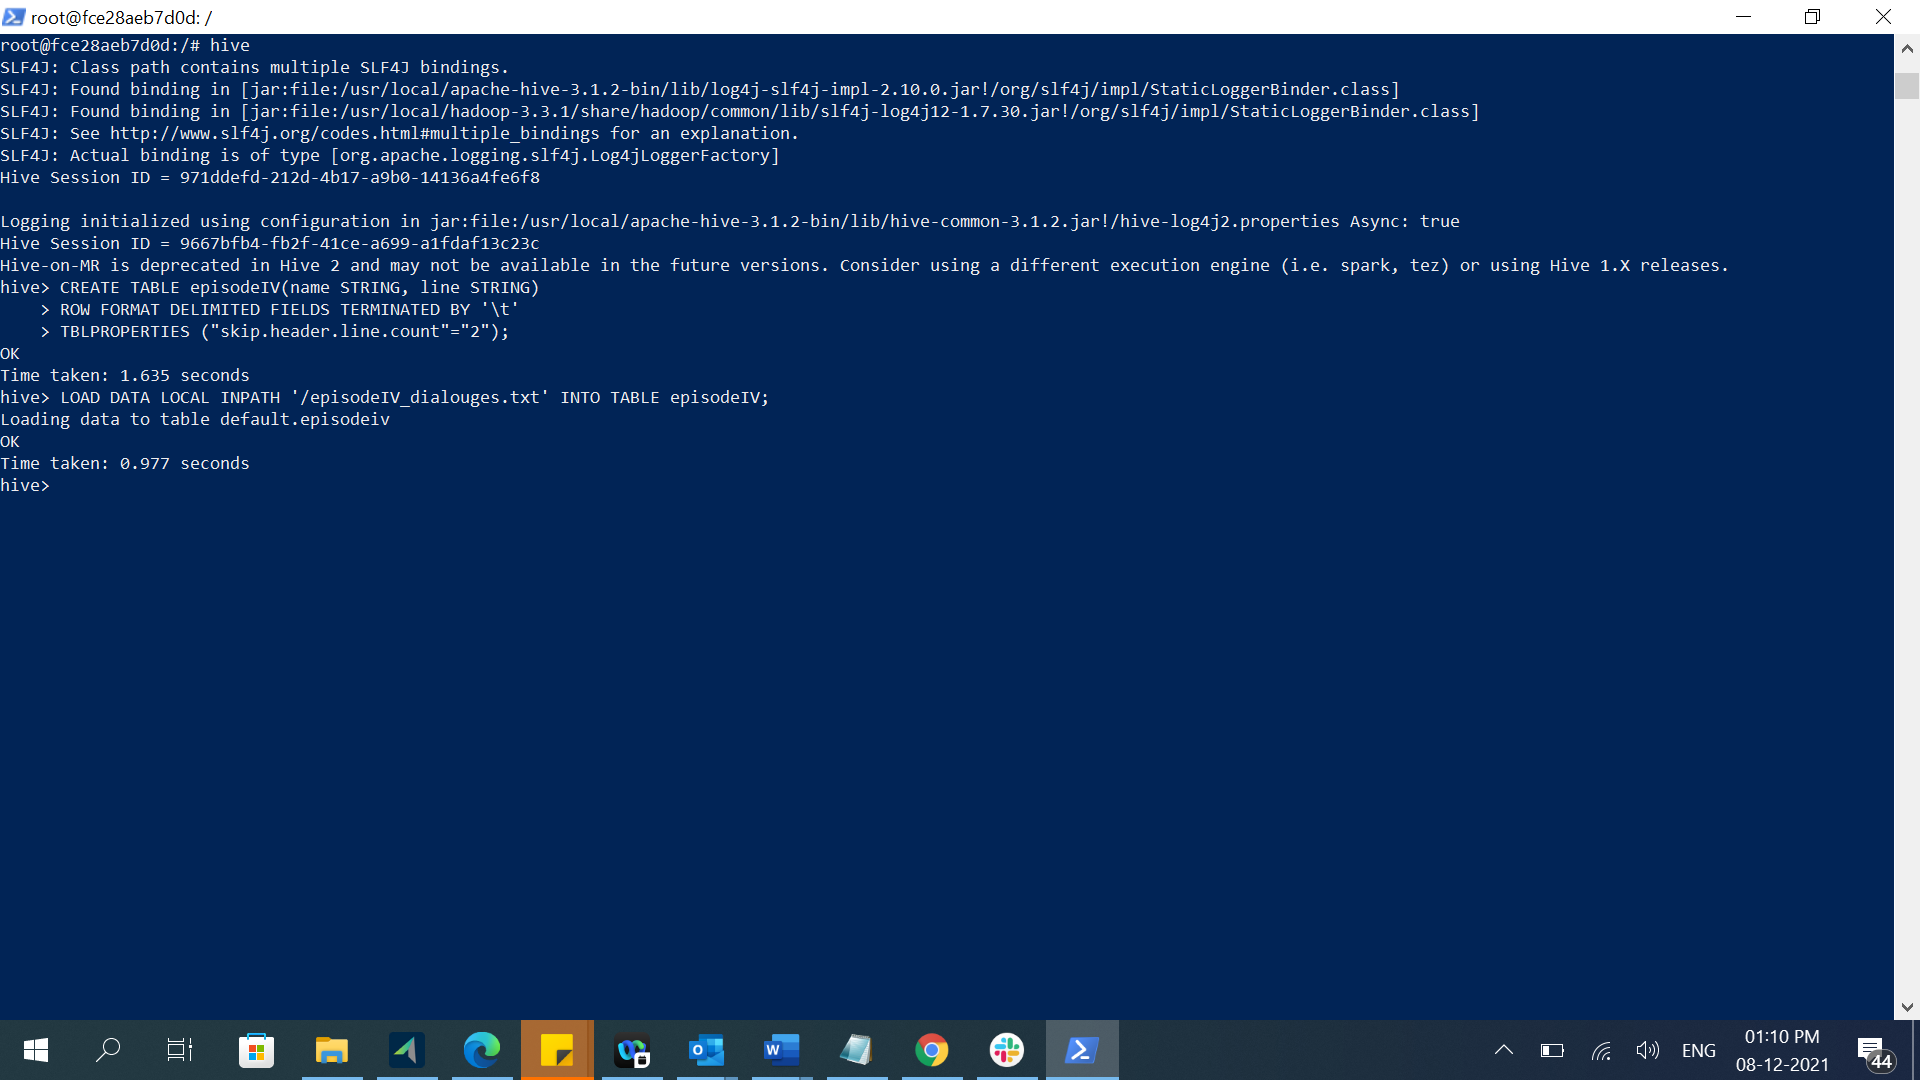 root@fce28aeb7d0d: /
root@fce28aeb7d0d:/# hive
SLF4J: Class path contains multiple SLF4J bindings.
SLF4J: Found binding in [jar:file:/usr/local/apache-hive-3.1.2-bin/lib/log4j-slf4j-impl-2.10.0.jar!/org/slf4j/impl/StaticLoggerBinder.class]
SLF4J: Found binding in [jar:file:/usr/local/hadoop-3.3.1/share/hadoop/common/lib/slf4j-log4j12-1.7.30.jar!/org/slf4j/impl/StaticLoggerBinder.class]
SLF4J: See http://www.slf4j.org/codes.html#multiple_bindings for an explanation.
SLF4J: Actual binding is of type [org.apache.logging.slf4j.Log4jLoggerFactory]
Hive Session ID = 971ddefd-212d-4b17-a9b0-14136a4fe6f8
Logging initialized using configuration in jar:file:/usr/local/apache-hive-3.1.2-bin/lib/hive-common-3.1.2.jar!/hive-log4j2.properties Async: true
Hive Session ID = 9667bfb4-fb2f-41ce-a699-a1fdaf13c23c
Hive-on-MR is deprecated in Hive 2 and may not be available in the future versions. Consider using a different execution engine (i.e. spark, tez) or using Hive 1.X releases.
hive> CREATE TABLE episodeIV(name STRING, line STRING)
    > ROW FORMAT DELIMITED FIELDS TERMINATED BY '\t'
    > TBLPROPERTIES ("skip.header.line.count"="2");
OK
Time taken: 1.635 seconds
hive> LOAD DATA LOCAL INPATH '/episodeIV_dialouges.txt' INTO TABLE episodeIV;
Loading data to table default.episodeiv
OK
Time taken: 0.977 seconds
hive>
ENG
01:10 PM
08-12-2021
44